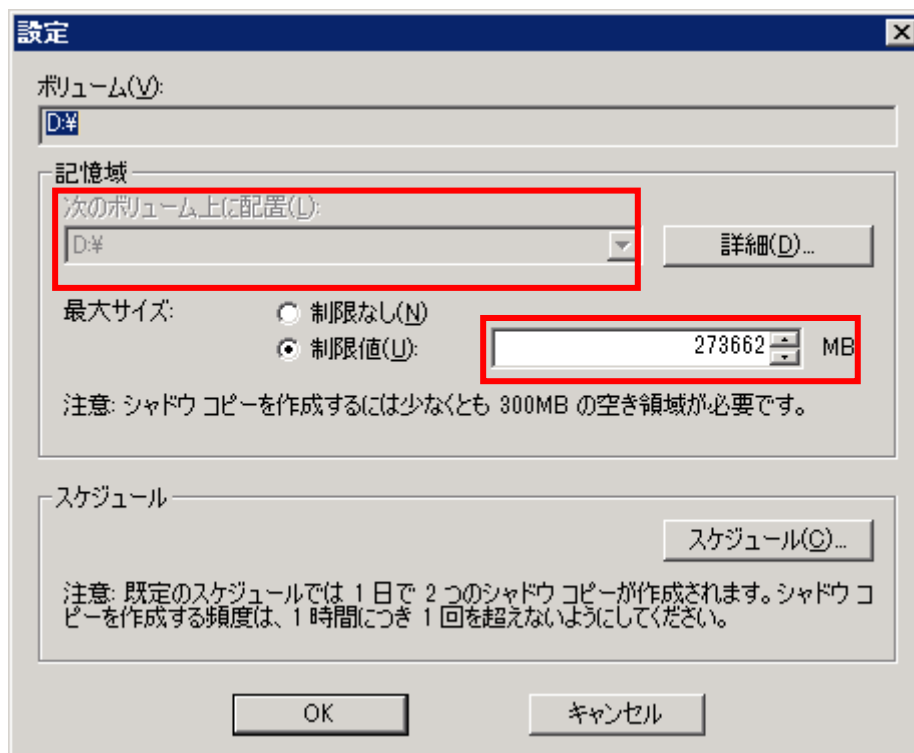 設定
ボリューム(V):
D:¥
記憶域
次のボリューム上に配置(L):
D:¥
詳細(D)...
最大サイズ:
制限なし(N)
制限値(U):
273662
MB
注意: シャドウ コピーを作成するには少なくとも 300MB の空き領域が必要です。
スケジュール
スケジュール(C)...
注意: 既定のスケジュールでは 1 日で 2 つのシャドウ コピーが作成されます。シャドウ コ
ピーを作成する頻度は、1 時間につき 1 回を超えないようにしてください。
OK
キャンセル